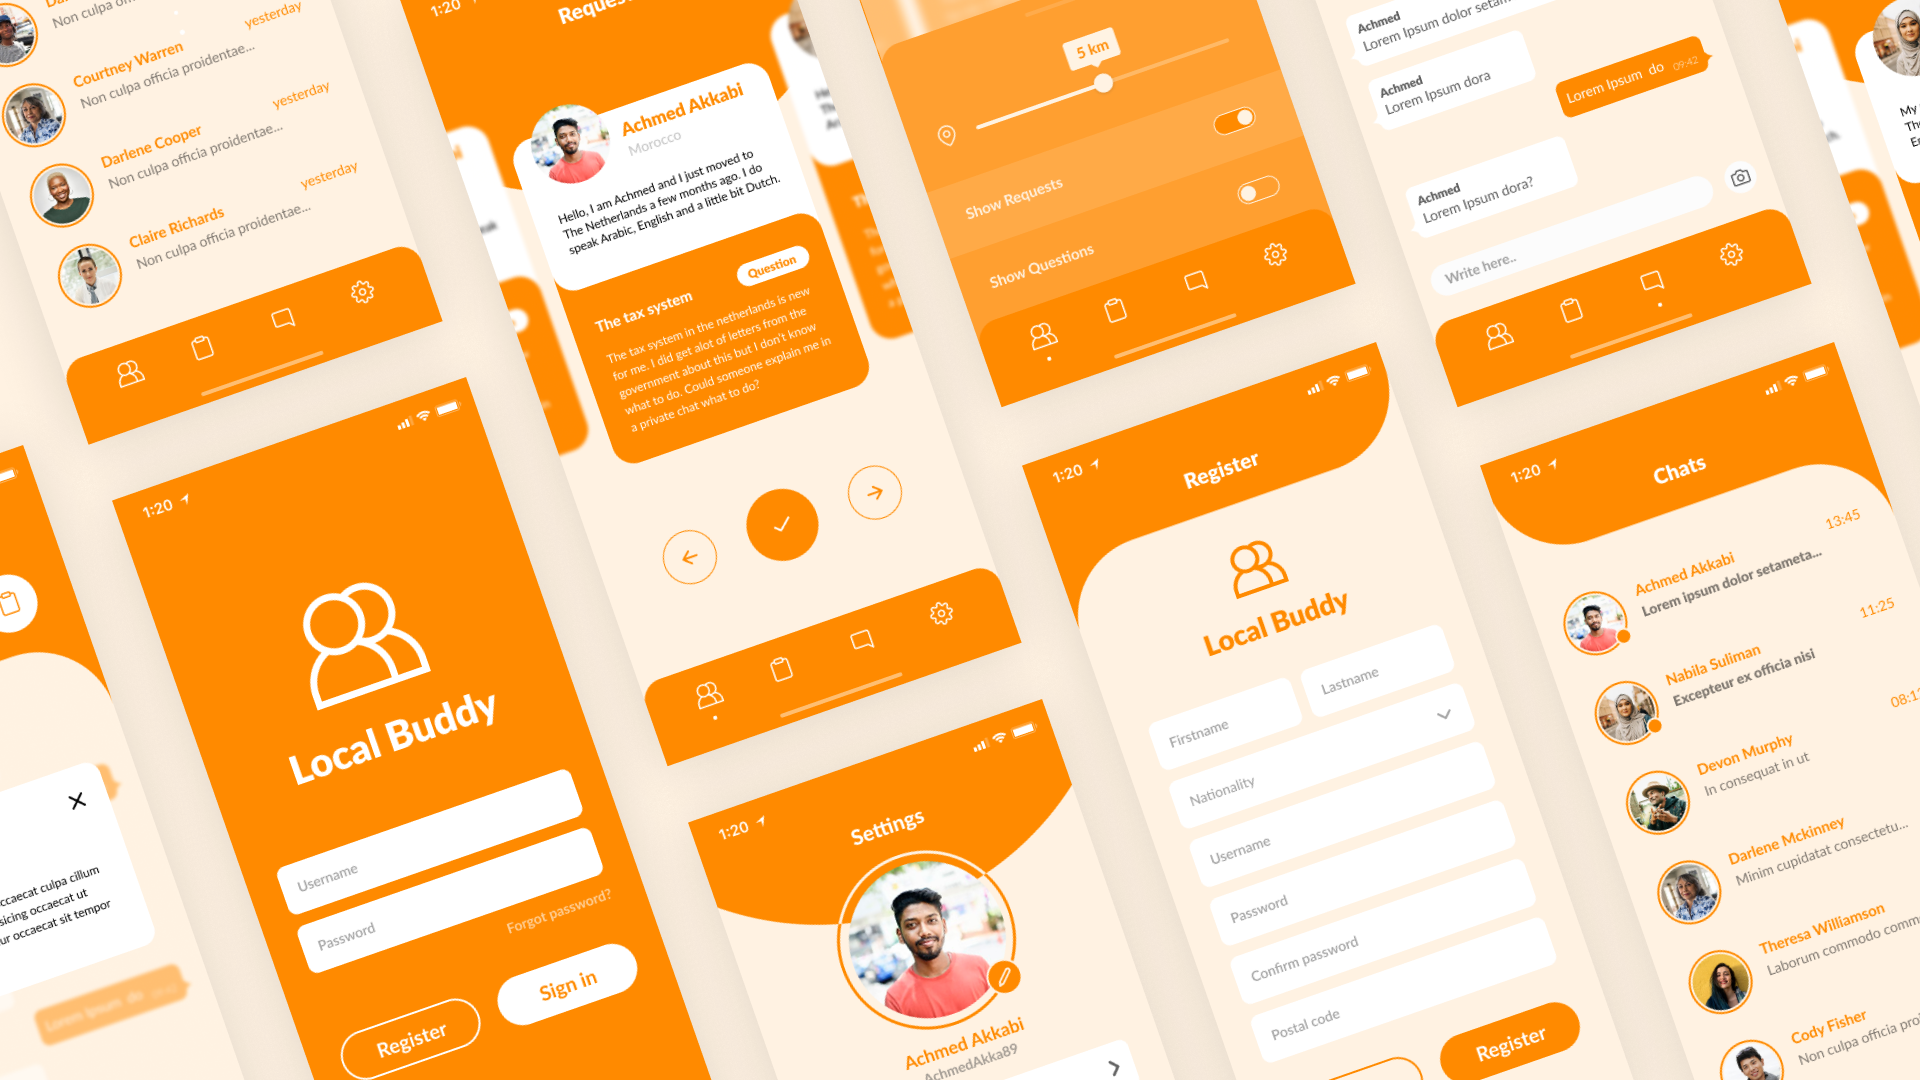 Non culpa officia proidentae...
yesterday
Courtney Warren
Non culpa officia proidentae...
yesterday
Darlene Cooper
Non culpa officia proidentae...
yesterday
Claire Richards
Non culpa officia proidentae...
1:20
Achmed Akkabi
Morocco
Hello, I am Achmed and I just moved to
The Netherlands a few months ago. I do
speak Arabic, English and a little bit Dutch.
Question
The tax system
The tax system in the netherlands is new
for me. I did get alot of letters from the
government about this but I don't know
what to do. Could someone explain me in
a private chat what to do?
5 km
Show Requests
Show Questions
Achmed
Lorem Ipsum dolor setam
Achmed
Lorem Ipsum dora
Lorem Ipsum do 09:42
Achmed
Lorem Ipsum dora?
Write here..
My
The
1:20
Local Buddy
Username
Password
Forgot password?
Sign in
Register
ccaecat culpa cillum
sicing occaecat ut
ur occaecat sit tempor
Lorem Ipsum do
1:20
Settings
Achmed Akkabi
AchmedAkka89
1:20
Register
Local Buddy
Firstname
Lastname
Nationality
Username
Password
Confirm password
Postal code
Register
1:20
Chats
13:45
Achmed Akkabi
Lorem ipsum dolor setameta...
11:25
Nabila Suliman
Excepteur ex officia nisi
08:1
Devon Murphy
In consequat in ut
Darlene Mckinney
Minim cupidatat consectetu...
Theresa Williamson
Laborum commodo comm
Cody Fisher
Non culpa officia proi